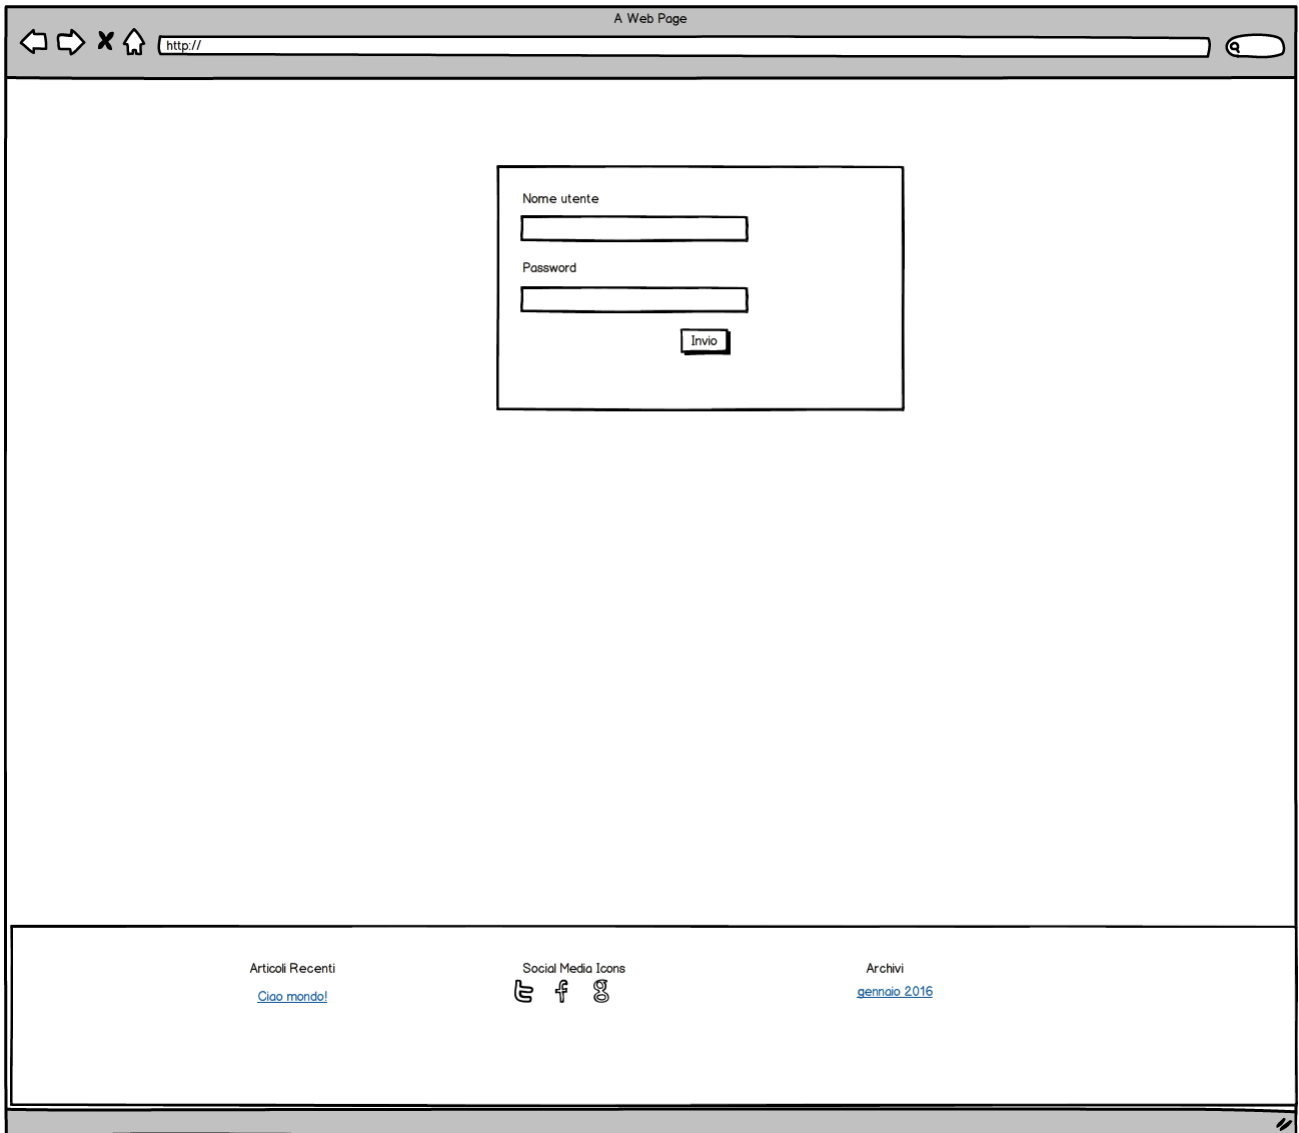 A Web Page
http://
Nome utente
Password
Invio
Articoli Recenti
Social Media Icons
Archivi
Ciao mondo!
gennaio 2016